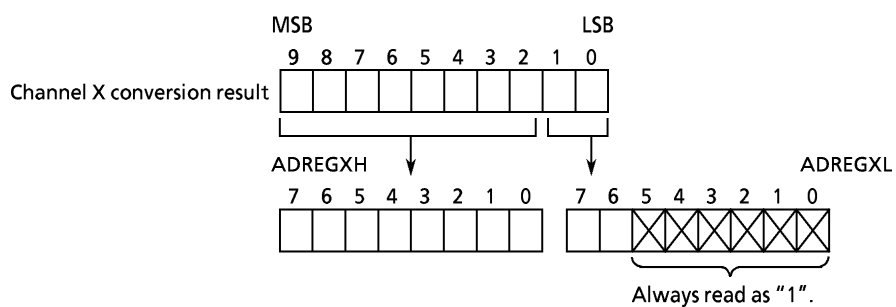 MSB LSB
9 8 7 6 5 4 3 2 1 0
Channel X conversion result
ADREGXH ADREGXL
7 6 5 4 3 2 1 0 7 6 5 4 3 2 1 0
Always read as “1”.